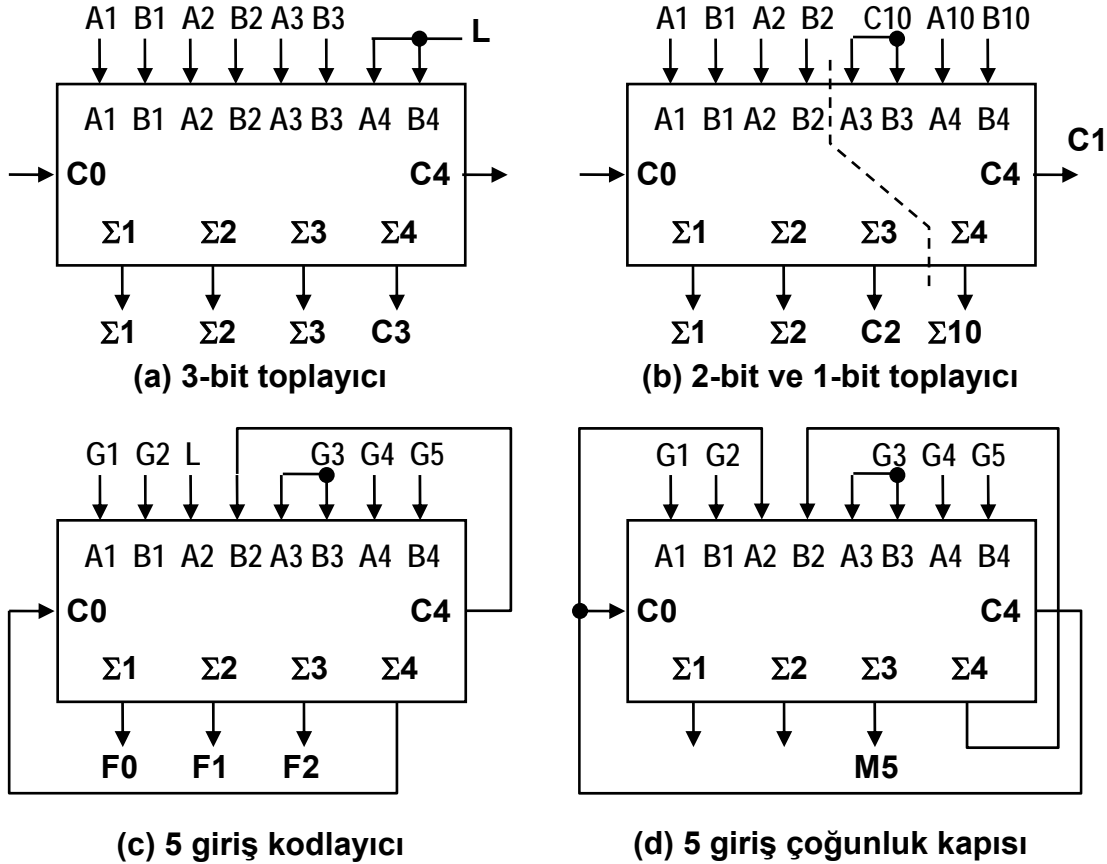 A1 B1 A2 B2 A3 B3 L
A1 B1 A2 B2 A3 B3 A4 B4
C0 C4
Σ1 Σ2 Σ3 Σ4
Σ1 Σ2 Σ3 C3
(a) 3-bit toplayıcı
A1 B1 A2 B2 C10 A10 B10
A1 B1 A2 B2 A3 B3 A4 B4
C1
C0 C4
Σ1 Σ2 Σ3 Σ4
Σ1 Σ2 C2 Σ10
(b) 2-bit ve 1-bit toplayıcı
G1 G2 L G3 G4 G5
A1 B1 A2 B2 A3 B3 A4 B4
C0 C4
Σ1 Σ2 Σ3 Σ4
F0 F1 F2
(c) 5 giriş kodlayıcı
G1 G2 G3 G4 G5
A1 B1 A2 B2 A3 B3 A4 B4
C0 C4
Σ1 Σ2 Σ3 Σ4
M5
(d) 5 giriş çoğunluk kapısı